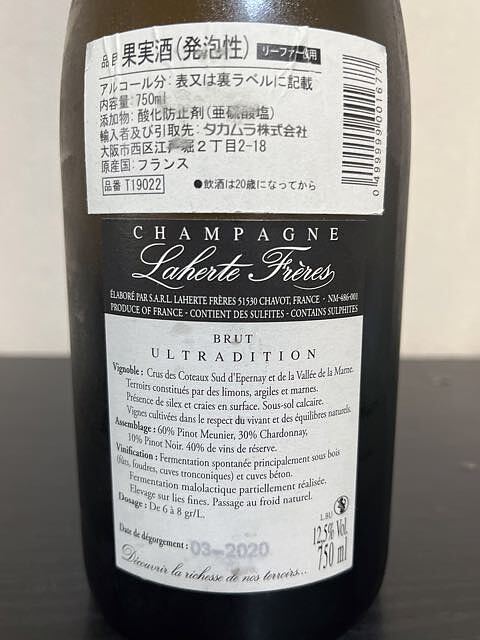 品目 果実酒(発泡性) リーファー使用
アルコール分:表又は裏ラベルに記載
内容量:750ml
添加物:酸化防止剤(亜硫酸塩)
輸入者及び引取先:タカムラ株式会社
大阪市西区江戸堀2丁目2-18
原産国:フランス
品番 T19022 ●飲酒は20歳になってから
CHAMPAGNE
Laherte Frères
ÉLABORÉ PAR S.A.R.L. LAHERTE FRÈRES 51530 CHAVOT, FRANCE - NM-486-001
PRODUCE OF FRANCE - CONTIENT DES SULFITES - CONTAINS SULPHITES
BRUT
ULTRADITION
Vignoble : Crus des Coteaux Sud d'Epernay et de la Vallée de la Marne.
Terroirs constitués par des limons, argiles et marnes.
Présence de silex et craies en surface. Sous-sol calcaire.
Vignes cultivées dans le respect du vivant et des équilibres naturels.
Assemblage : 60% Pinot Meunier, 30% Chardonnay,
10% Pinot Noir. 40% de vins de réserve.
Vinification : Fermentation spontanée principalement sous bois
(fûts, foudres, cuves tronconiques) et cuves béton.
Fermentation malolactique partiellement réalisée.
Elevage sur lies fines. Passage au froid naturel.
Dosage : De 6 à 8 gr/L.
L.BU
12,5% Vol.
Date de dégorgement : 03-2020
750 ml
Découvrir la richesse de nos terroirs...